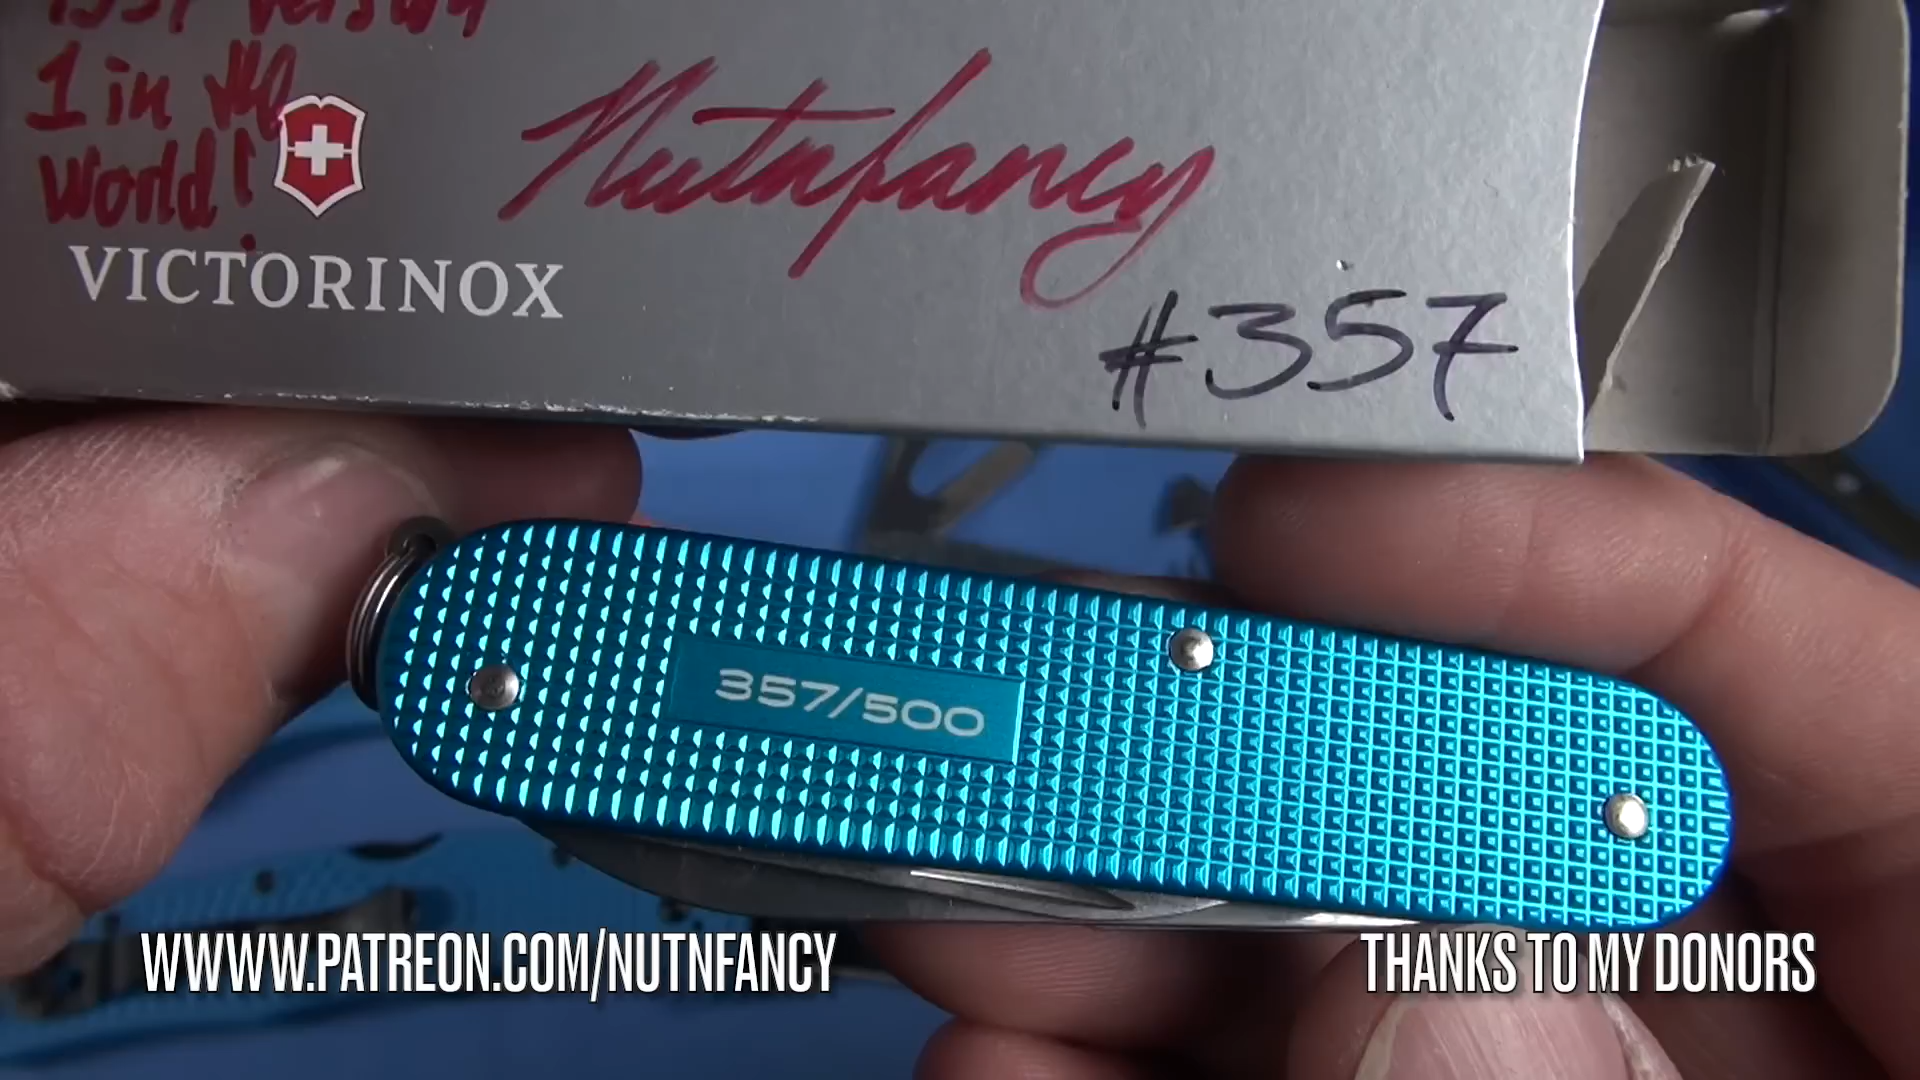 1 in the
world!
VICTORINOX
Nutnfancy
#357
357/500
WWWW.PATREON.COM/NUTNFANCY
THANKS TO MY DONORS